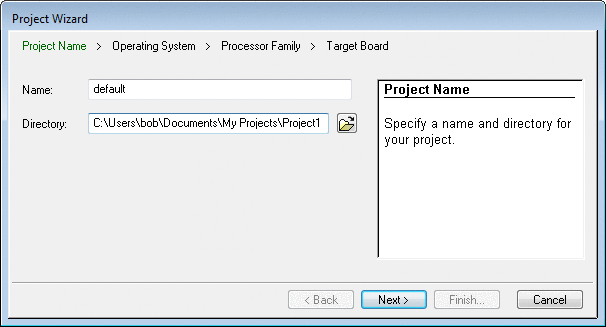 Project Wizard
Project Name > Operating System > Processor Family > Target Board
Name: default
Directory: C:\Users\bob\Documents\My Projects\Project1
Project Name
Specify a name and directory for
your project.
< Back Next > Finish... Cancel